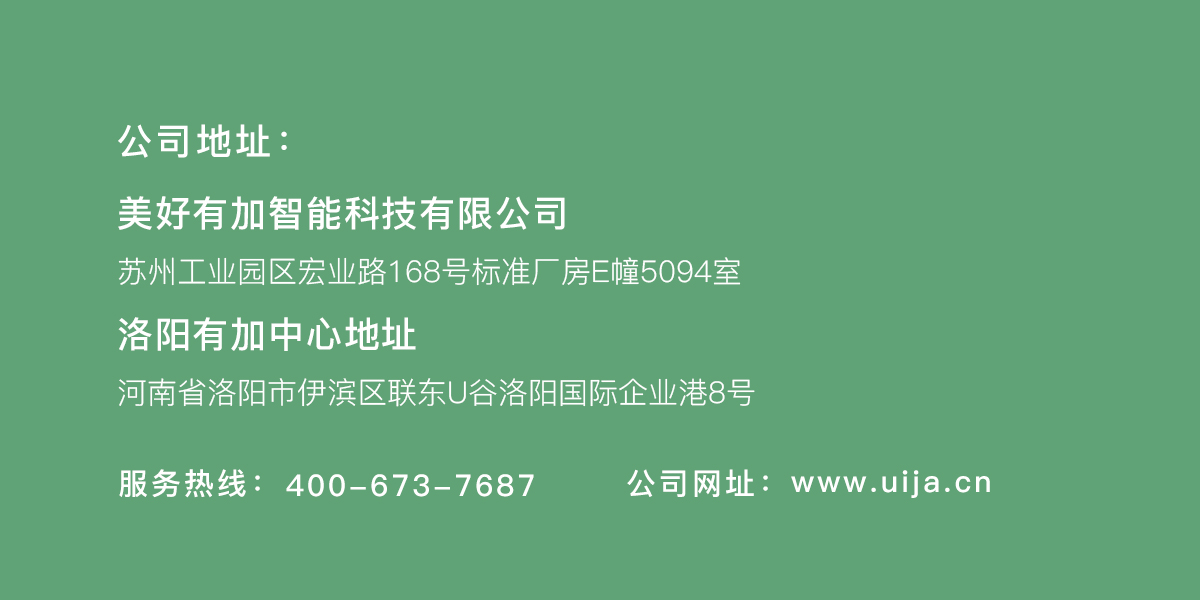 公司地址：
美好有加智能科技有限公司
苏州工业园区宏业路168号标准厂房E幢5094室
洛阳有加中心地址
河南省洛阳市伊滨区联东U谷洛阳国际企业港8号
服务热线：400-673-7687 公司网址：www.uija.cn